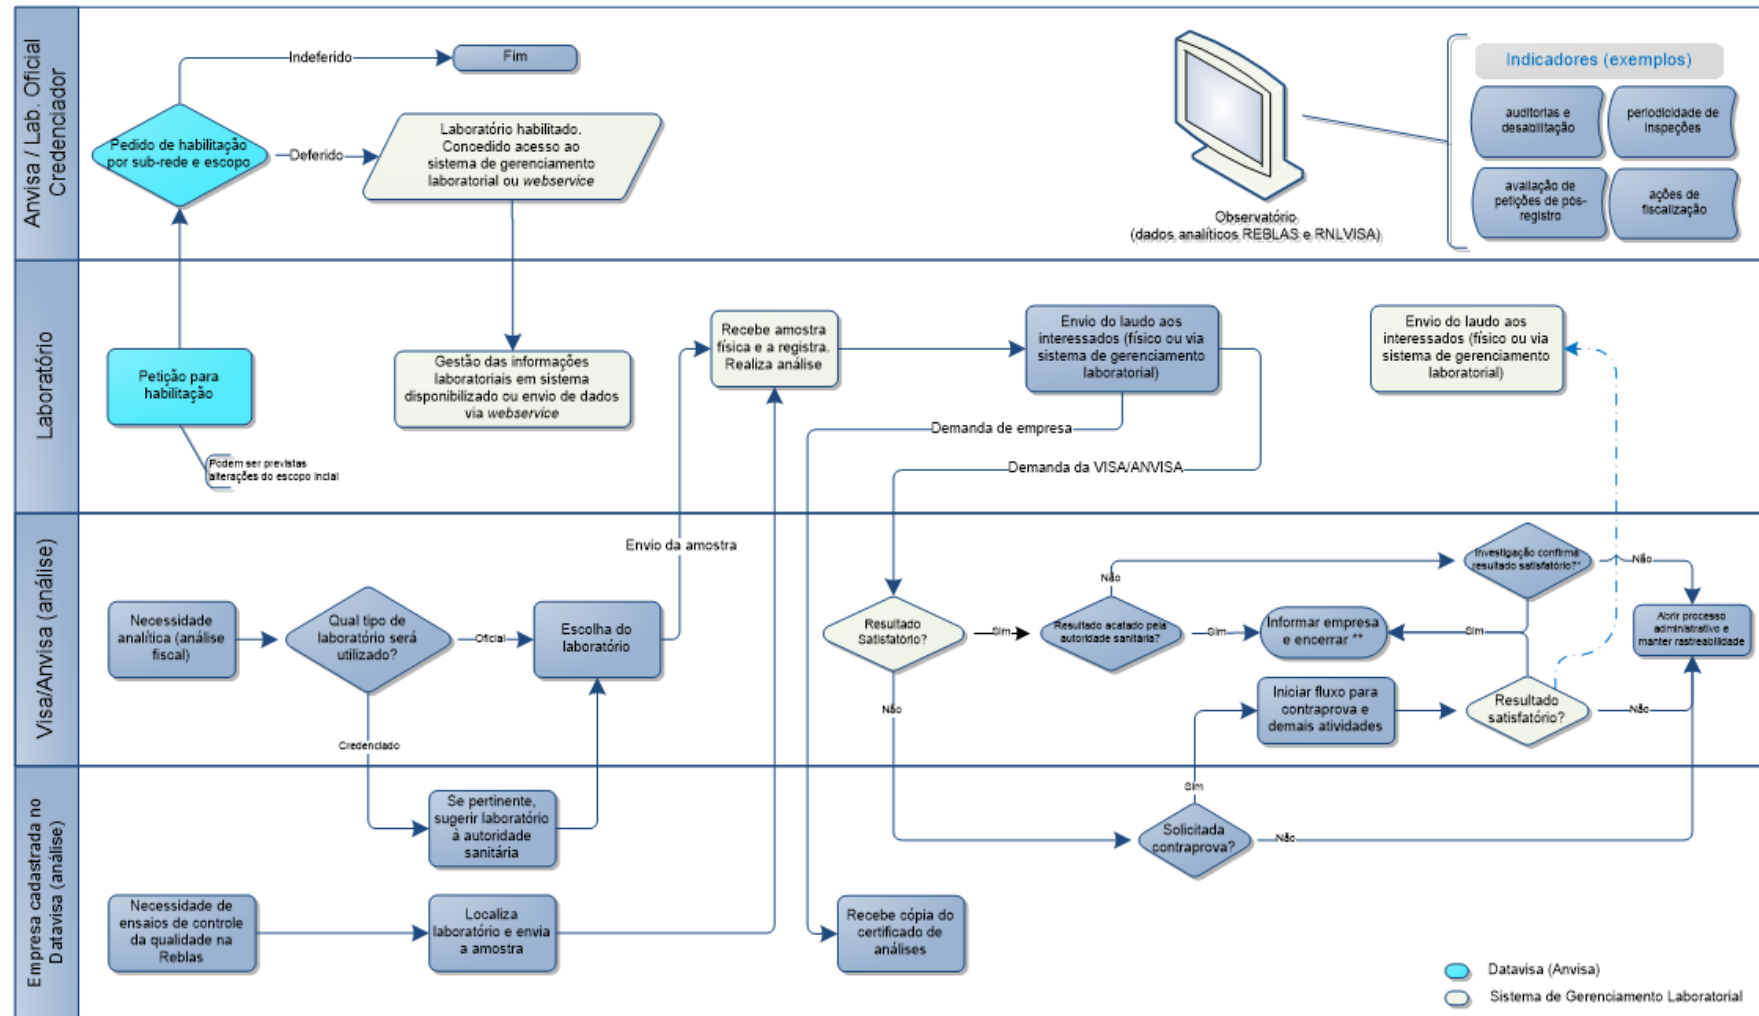 Anvisa / Lab. Oficial
Credenciador
Indeferido
Fim
Pedido de habilitação
por sub-rede e escopo
Deferido
Laboratório habilitado.
Concedido acesso ao
sistema de gerenciamento
laboratorial ou webservice
Observatório
(dados analíticos REBLAS e RNLVISA)
Indicadores (exemplos)
auditorias e
desabilitação
periodicidade de
inspeções
avaliação de
petições de pós-
registro
ações de
fiscalização
Laboratório
Petição para
habilitação
Podem ser previstas
alterações do escopo incial
Gestão das informações
laboratoriais em sistema
disponibilizado ou envio de dados
via webservice
Recebe amostra
física e a registra.
Realiza análise
Envio do laudo aos
interessados (físico ou via
sistema de gerenciamento
laboratorial)
Envio do laudo aos
interessados (físico ou via
sistema de gerenciamento
laboratorial)
Demanda de empresa
Demanda da VISA/ANVISA
Visa/Anvisa (análise)
Envio da amostra
Necessidade
analítica (análise
fiscal)
Qual tipo de
laboratório será
utilizado?
Oficial
Escolha do
laboratório
Credenciado
Resultado
Satisfatório?
Sim
Não
Resultado acatado pela
autoridade sanitária?
Não
Sim
Investigação confirma
resultado satisfatório?*
Não
Informar empresa
e encerrar **
Sim
Abrir processo
administrativo e
manter rastreabilidade
Iniciar fluxo para
contraprova e
demais atividades
Resultado
satisfatório?
Não
Empresa cadastrada no
Datavisa (análise)
Se pertinente,
sugerir laboratório
à autoridade
sanitária
Sim
Solicitada
contraprova?
Não
Necessidade de
ensaios de controle
da qualidade na
Reblas
Localiza
laboratório e envia
a amostra
Recebe cópia do
certificado de
análises
Datavisa (Anvisa)
Sistema de Gerenciamento Laboratorial